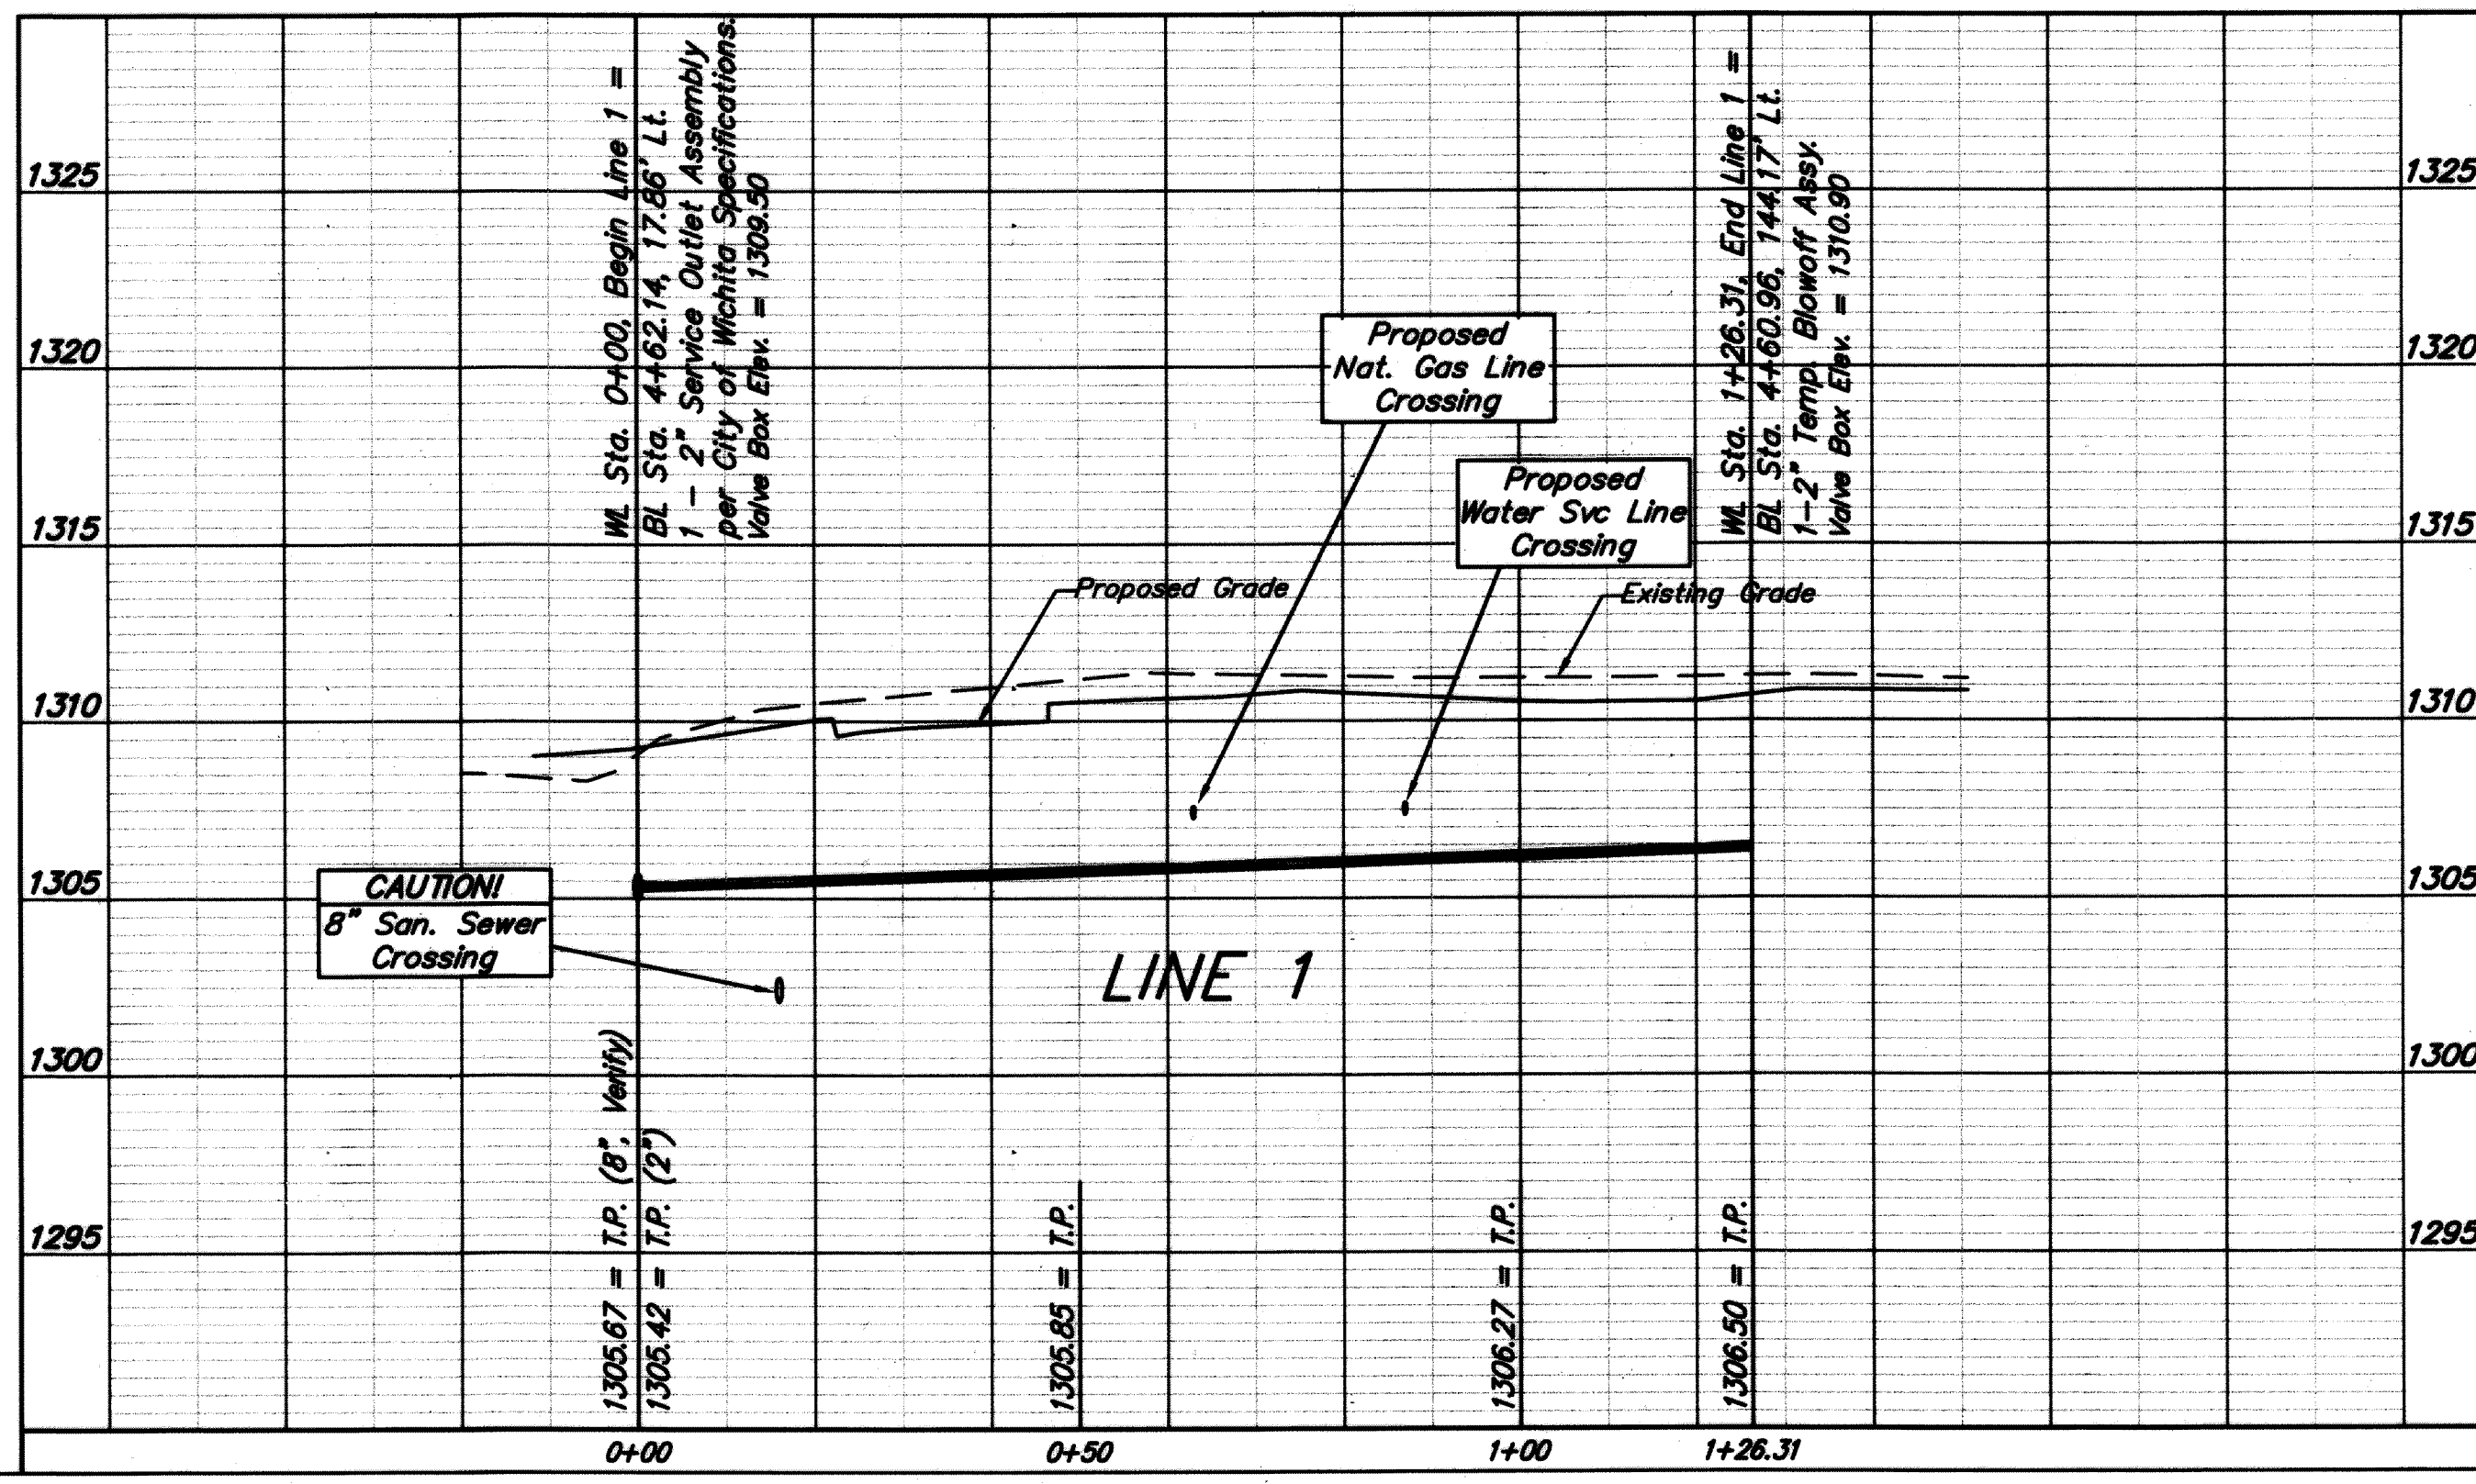 WL Sta. 0+00, Begin Line 1 =
BL Sta. 4+62.14, 17.86' Lt.
1 - 2" Service Outlet Assembly
per City of Wichita Specifications.
Valve Box Elev. = 1309.50
WL Sta. 1+26.31, End Line 1 =
BL Sta. 4+60.96, 144.17' Lt.
1-2" Temp. Blowoff Assy.
Valve Box Elev. = 1310.90
1325
1325
1320
1320
Proposed
Nat. Gas Line
Crossing
Proposed
Water Svc Line
Crossing
1315
1315
Proposed Grade
Existing Grade
1310
1310
1305
1305
CAUTION!
8" San. Sewer
Crossing
LINE 1
1300
1300
1295
1295
1305.67 = T.P. (8", Verify)
1305.42 = T.P. (2")
1305.85 = T.P.
1306.27 = T.P.
1306.50 = T.P.
0+00
0+50
1+00
1+26.31